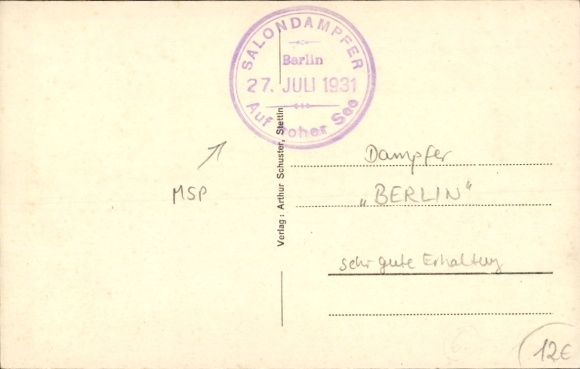 SALONDAMPFER
Berlin
27. JULI 1931
Auf hoher See
Verlag: Arthur Schuster, Stettin
MSP
Dampfer
„BERLIN"
sehr gute Erhaltung
12€